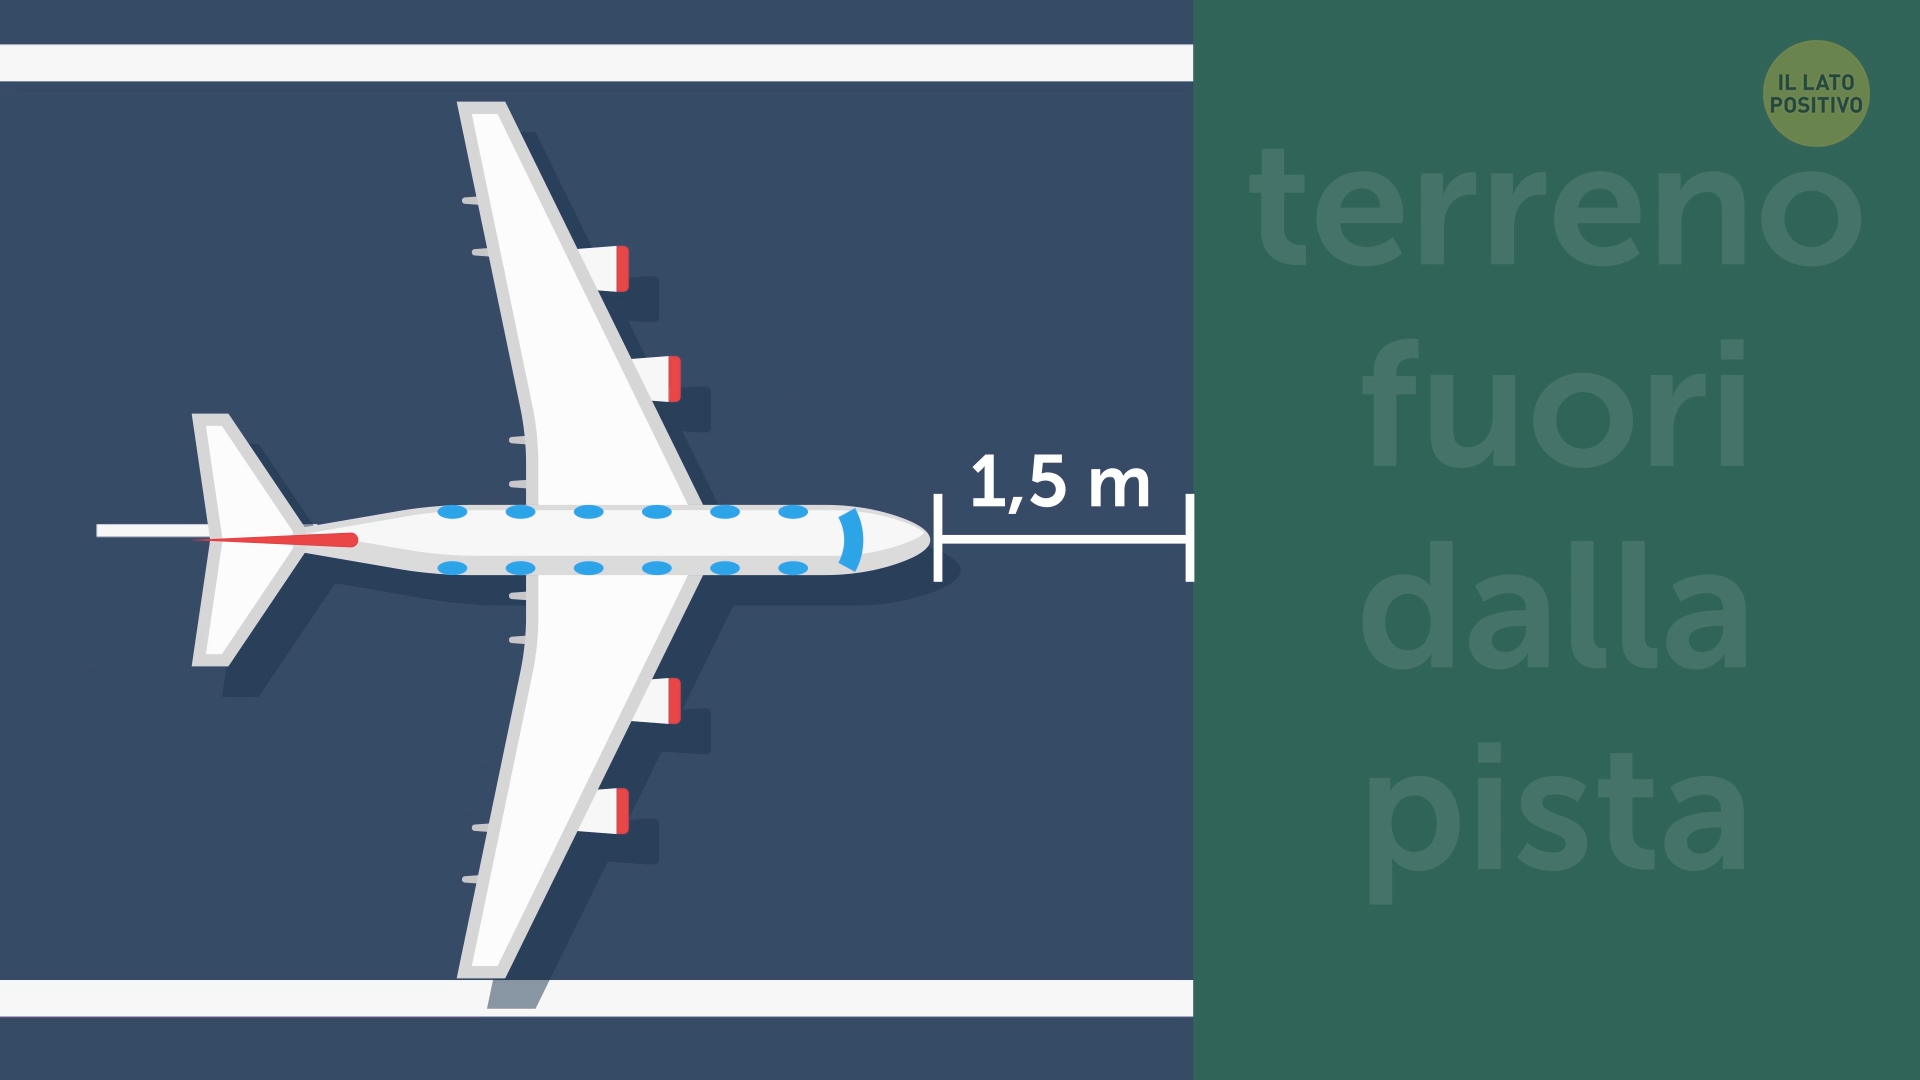 IL LATO
POSITIVO
terreno
fuori
dalla
pista
1,5 m